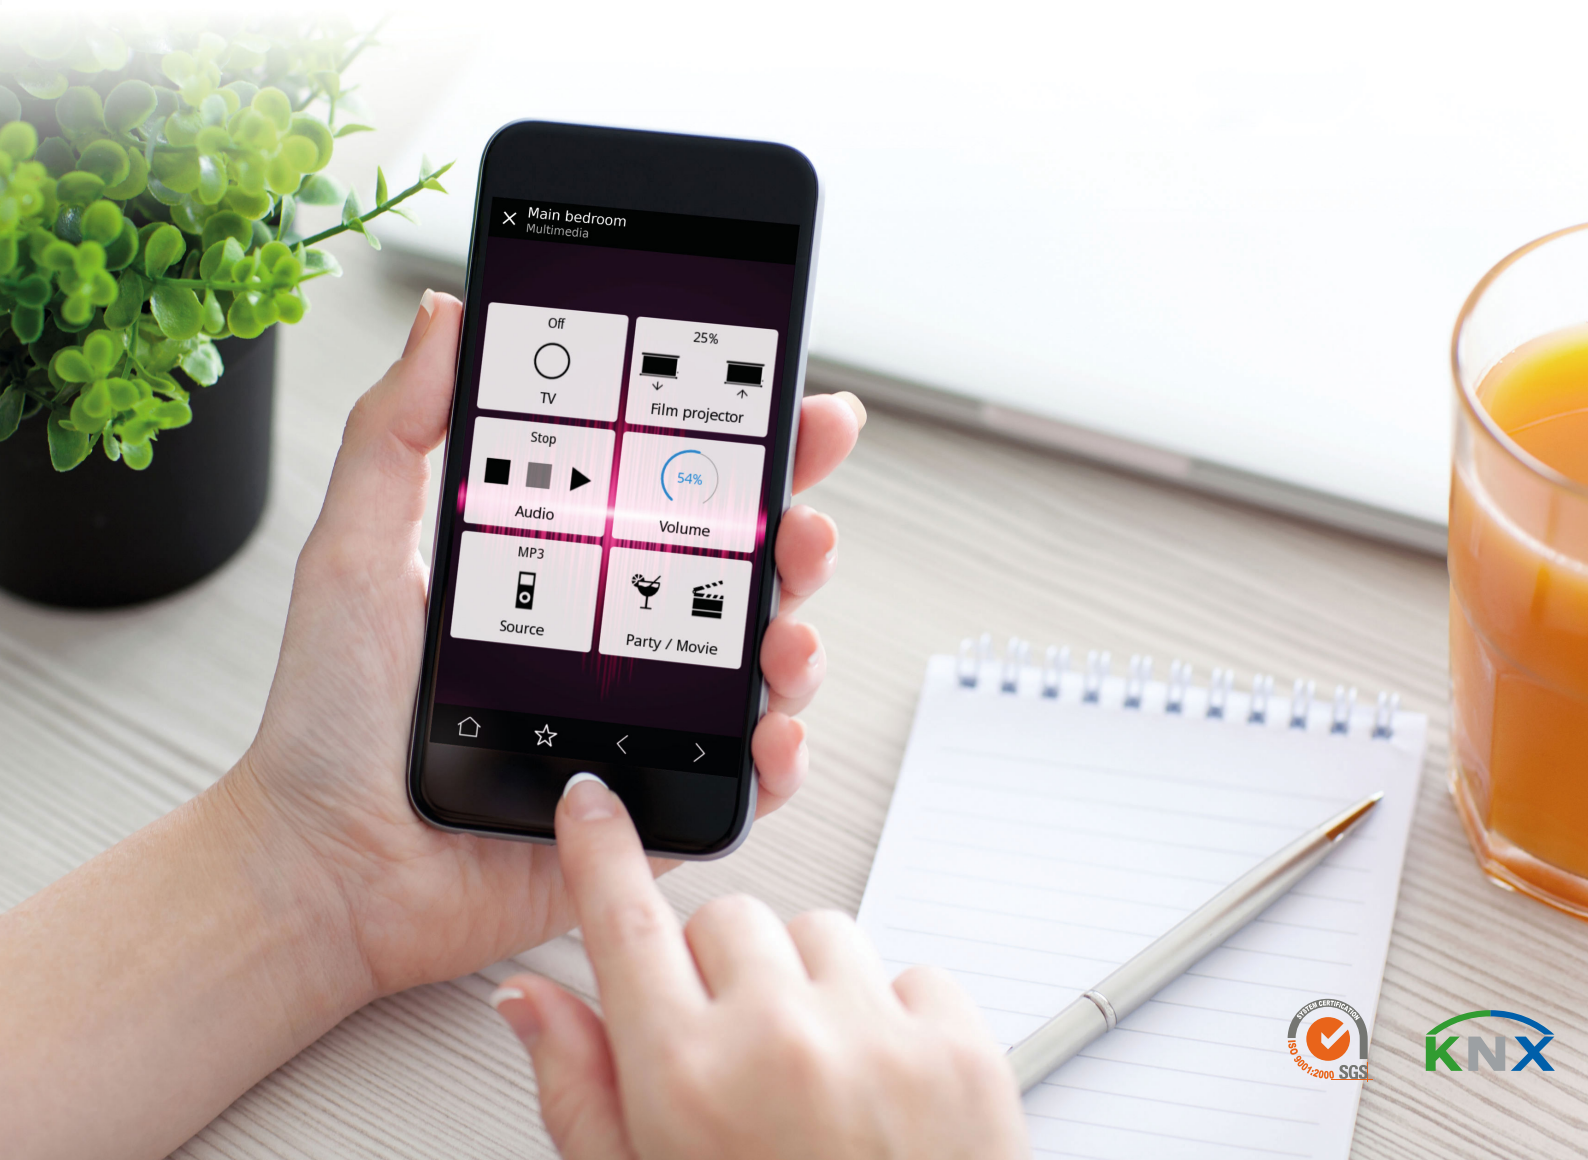 Main bedroom
Multimedia
Off
TV
25%
Film projector
Stop
Audio
54%
Volume
MP3
Source
Party / Movie
SYSTEM CERTIFICATION
ISO 9001:2000
SGS
KNX